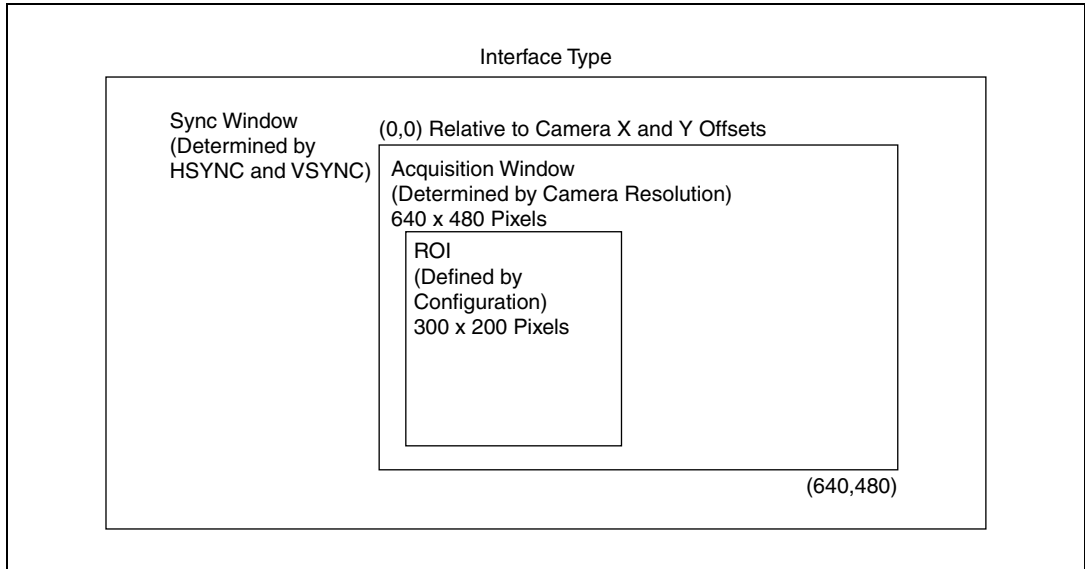 Interface Type
Sync Window
(Determined by
HSYNC and VSYNC)
(0,0) Relative to Camera X and Y Offsets
Acquisition Window
(Determined by Camera Resolution)
640 x 480 Pixels
ROI
(Defined by
Configuration)
300 x 200 Pixels
(640,480)